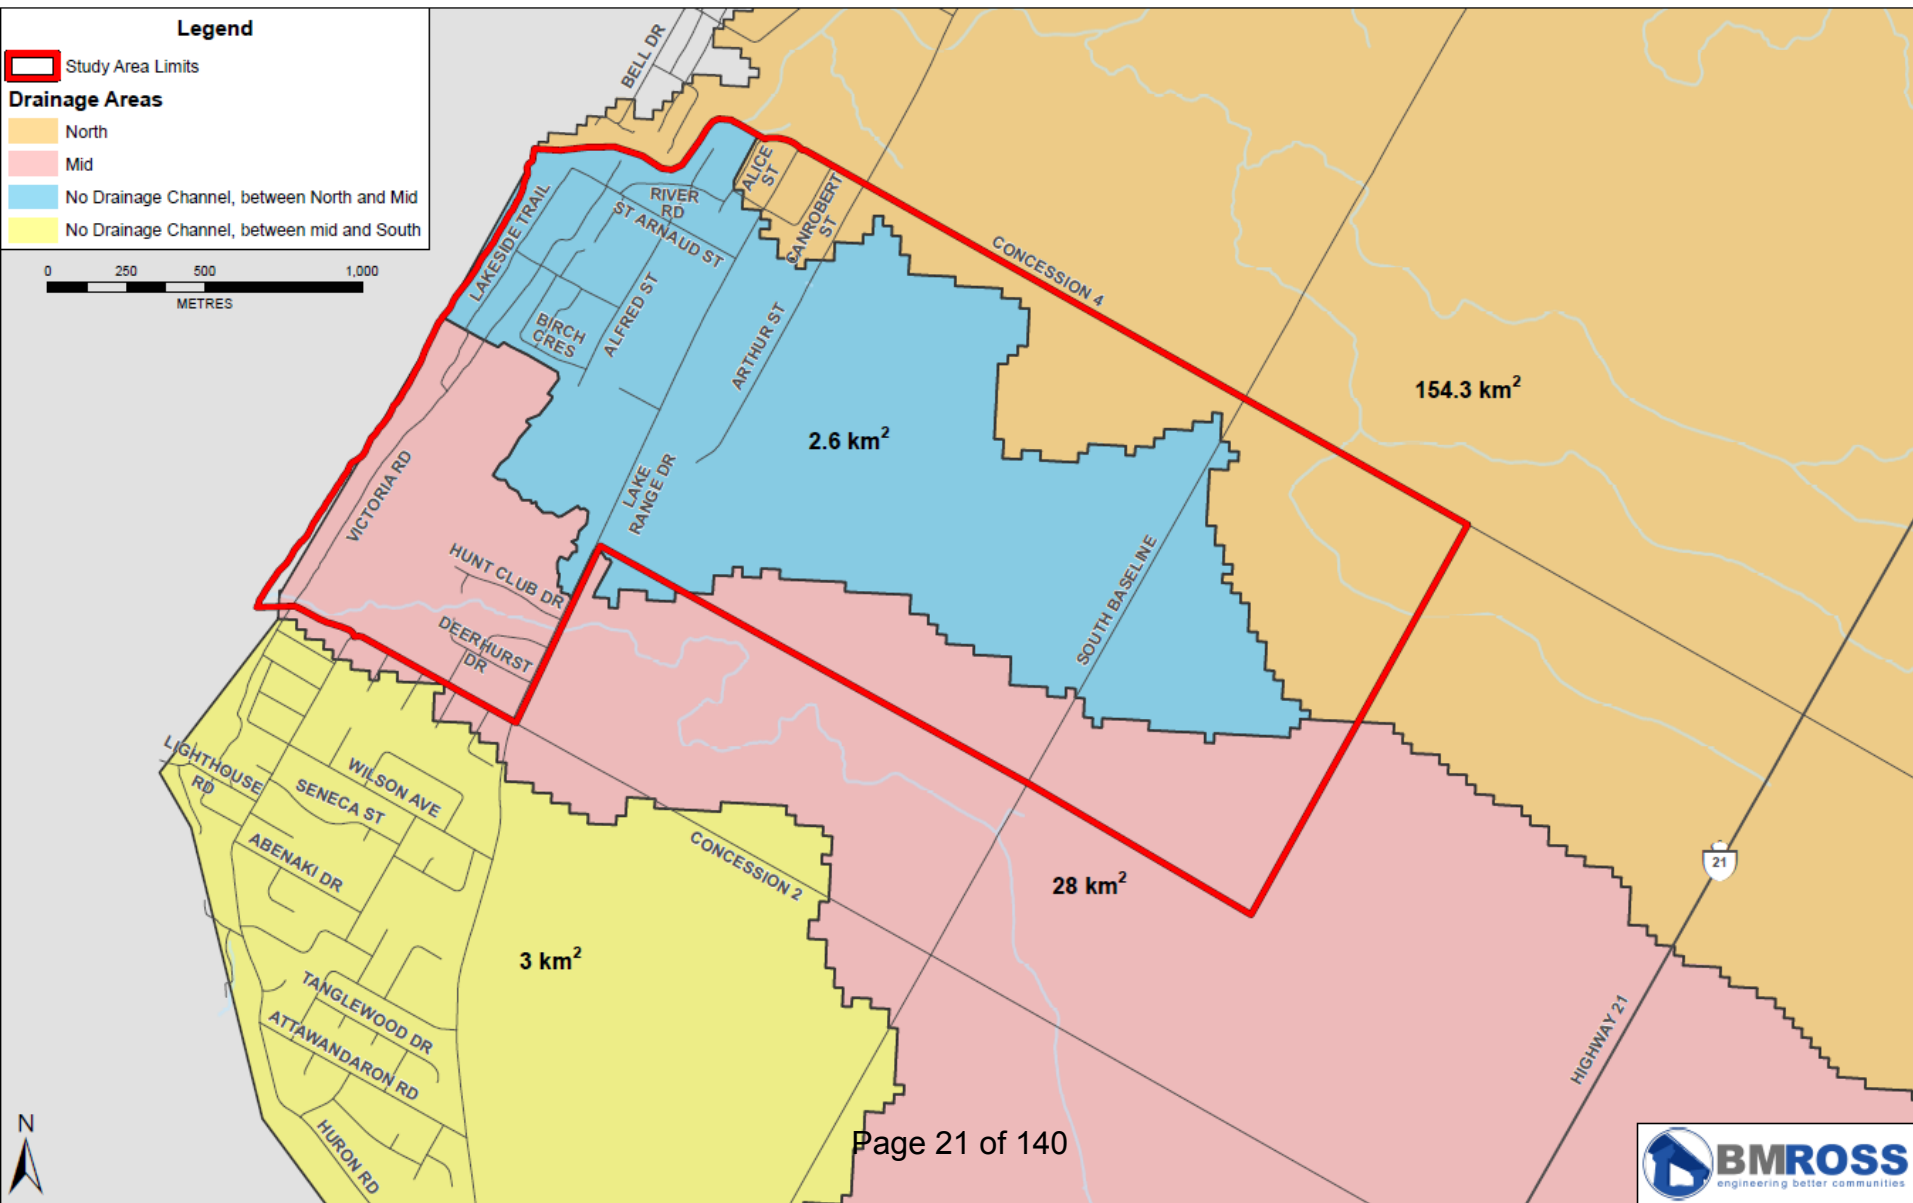 Legend
Study Area Limits
Drainage Areas
North
Mid
No Drainage Channel, between North and Mid
No Drainage Channel, between mid and South
0 250 500 1,000
METRES
BELL DR
LAKESIDE TRAIL
RIVER
RD
ST ARNAUD ST
ALICE
ST
CANROBERT
ST
CONCESSION 4
BIRCH
CRES
ALFRED ST
ARTHUR ST
154.3 km²
2.6 km²
LAKE
RANGE DR
VICTORIA RD
HUNT CLUB DR
DEERHURST
DR
SOUTH BASELINE
LIGHTHOUSE
RD
WILSON AVE
SENECA ST
ABENAKI DR
CONCESSION 2
28 km²
21
3 km²
TANGLEWOOD DR
ATTAWANDARON RD
HIGHWAY 21
HURON RD
N
Page 21 of 140
BMROSS
engineering better communities